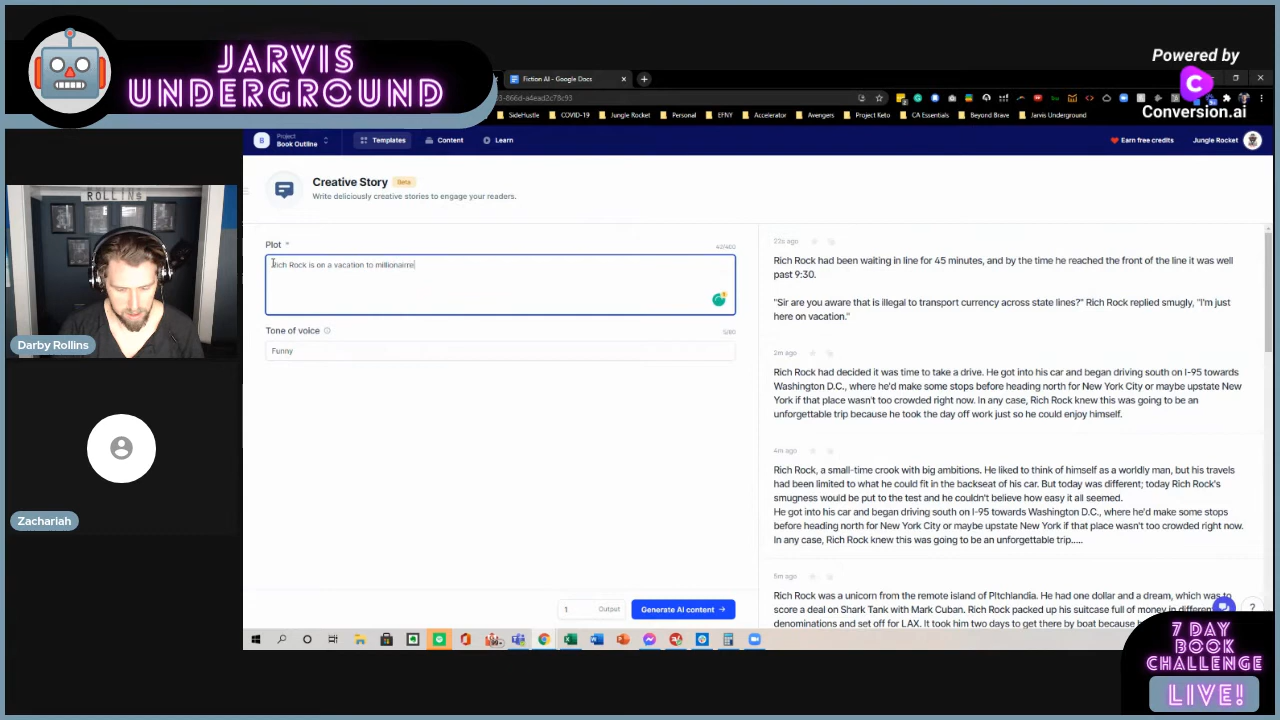 JARVIS
UNDERGROUND
Powered by
Conversion.ai
Fiction AI - Google Docs
03-866d-a4ead2c78c93
SideHustle
COVID-19
Jungle Rocket
Personal
EFNY
Accelerator
Avengers
Project Keto
CA Essentials
Beyond Brave
Jarvis Underground
B
Project
Book Outline
Templates
Content
Learn
Earn free credits
Jungle Rocket
Creative Story
Beta
Write deliciously creative stories to engage your readers.
Plot *
Rich Rock is on a vacation to millionairre
Tone of voice
Funny
1
Output
Generate AI content →
22s ago
Rich Rock had been waiting in line for 45 minutes, and by the time he reached the front of the line it was well
past 9:30.
"Sir are you aware that is illegal to transport currency across state lines?" Rich Rock replied smugly, "I'm just
here on vacation."
2m ago
Rich Rock had decided it was time to take a drive. He got into his car and began driving south on I-95 towards
Washington D.C., where he'd make some stops before heading north for New York City or maybe upstate New
York if that place wasn't too crowded right now. In any case, Rich Rock knew this was going to be an
unforgettable trip because he took the day off work just so he could enjoy himself.
4m ago
Rich Rock, a small-time crook with big ambitions. He liked to think of himself as a worldly man, but his travels
had been limited to what he could fit in the backseat of his car. But today was different; today Rich Rock's
smugness would be put to the test and he couldn't believe how easy it all seemed.
He got into his car and began driving south on I-95 towards Washington D.C., where he'd make some stops
before heading north for New York City or maybe upstate New York if that place wasn't too crowded right now.
In any case, Rich Rock knew this was going to be an unforgettable trip.....
5m ago
Rich Rock was a unicorn from the remote island of Pitchlandia. He had one dollar and a dream, which was to
score a deal on Shark Tank with Mark Cuban. Rich Rock packed up his suitcase full of money in different
denominations and set off for LAX. It took him two days to get there by boat because
ROLLINS
Darby Rollins
Zachariah
99+
?
7 DAY
BOOK
CHALLENGE
LIVE!